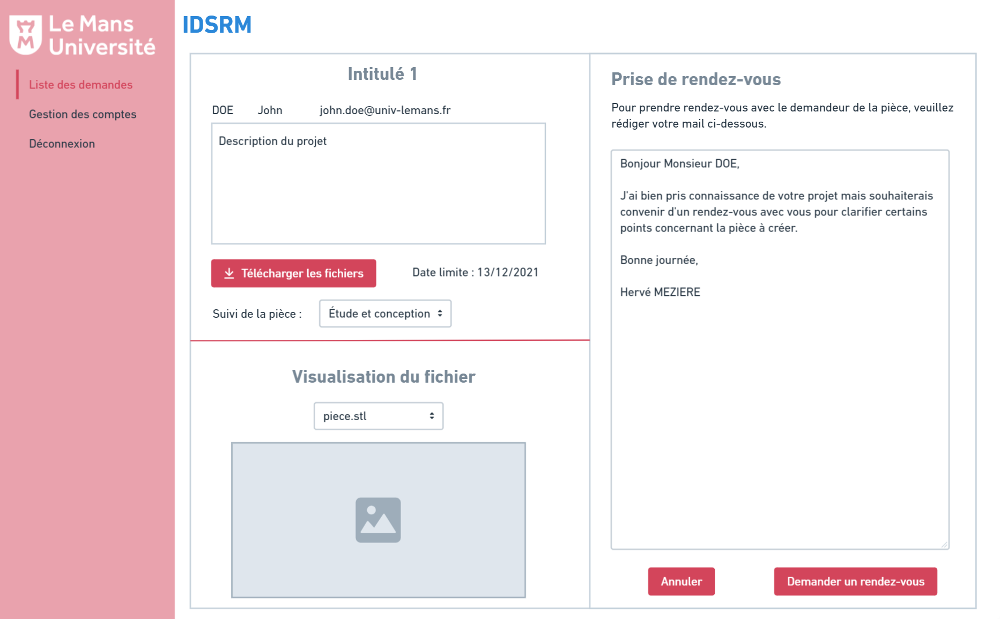 Le Mans
Université
Liste des demandes
Gestion des comptes
Déconnexion
IDSRM
Intitulé 1
DOE John john.doe@univ-lemans.fr
Description du projet
Télécharger les fichiers
Date limite : 13/12/2021
Suivi de la pièce :
Étude et conception
Visualisation du fichier
piece.stl
Prise de rendez-vous
Pour prendre rendez-vous avec le demandeur de la pièce, veuillez
rédiger votre mail ci-dessous.
Bonjour Monsieur DOE,
J'ai bien pris connaissance de votre projet mais souhaiterais
convenir d'un rendez-vous avec vous pour clarifier certains
points concernant la pièce à créer.
Bonne journée,
Hervé MEZIERE
Annuler
Demander un rendez-vous